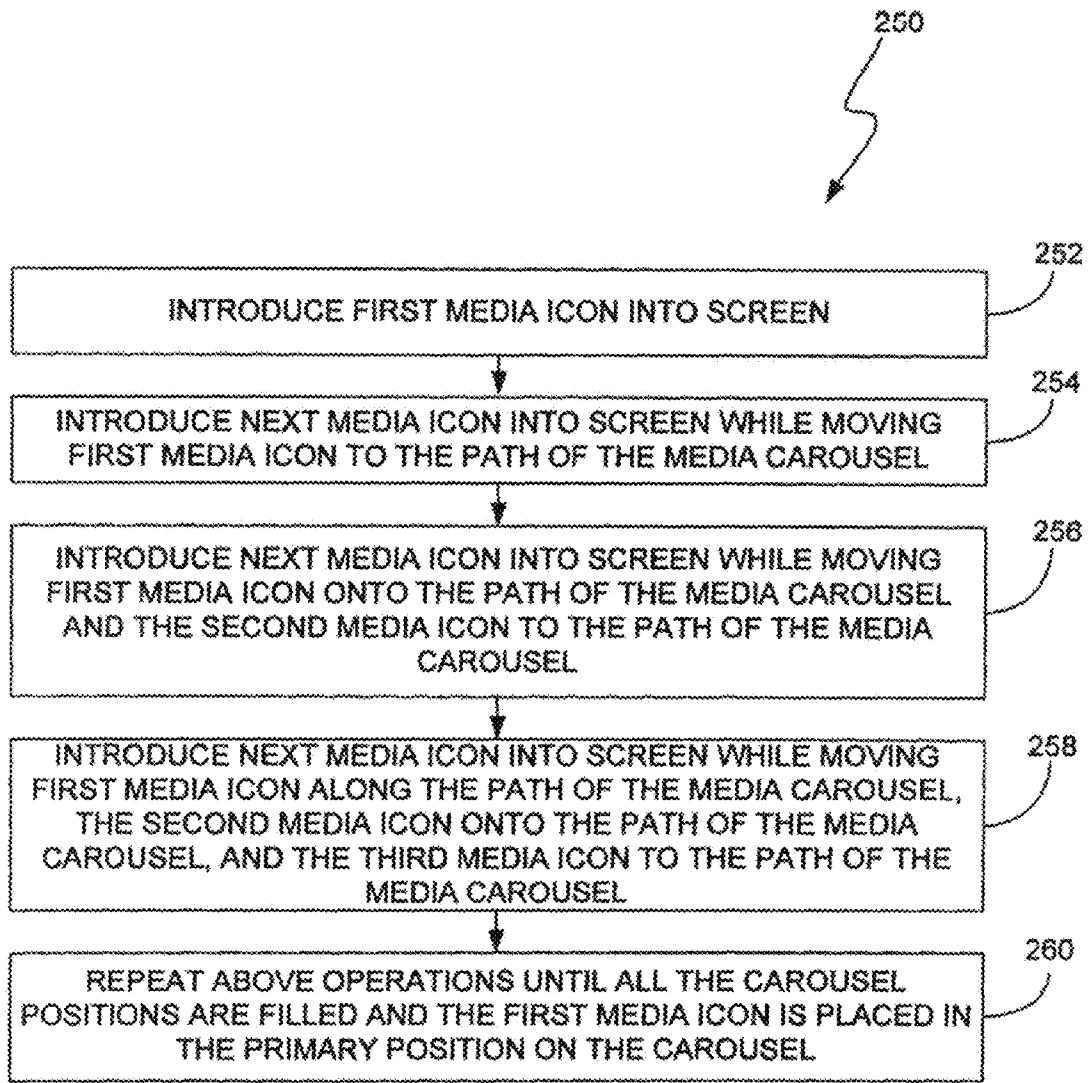 250
252
INTRODUCE FIRST MEDIA ICON INTO SCREEN
254
INTRODUCE NEXT MEDIA ICON INTO SCREEN WHILE MOVING
FIRST MEDIA ICON TO THE PATH OF THE MEDIA CAROUSEL
256
INTRODUCE NEXT MEDIA ICON INTO SCREEN WHILE MOVING
FIRST MEDIA ICON ONTO THE PATH OF THE MEDIA CAROUSEL
AND THE SECOND MEDIA ICON TO THE PATH OF THE MEDIA
CAROUSEL
258
INTRODUCE NEXT MEDIA ICON INTO SCREEN WHILE MOVING
FIRST MEDIA ICON ALONG THE PATH OF THE MEDIA CAROUSEL,
THE SECOND MEDIA ICON ONTO THE PATH OF THE MEDIA
CAROUSEL, AND THE THIRD MEDIA ICON TO THE PATH OF THE
MEDIA CAROUSEL
260
REPEAT ABOVE OPERATIONS UNTIL ALL THE CAROUSEL
POSITIONS ARE FILLED AND THE FIRST MEDIA ICON IS PLACED IN
THE PRIMARY POSITION ON THE CAROUSEL